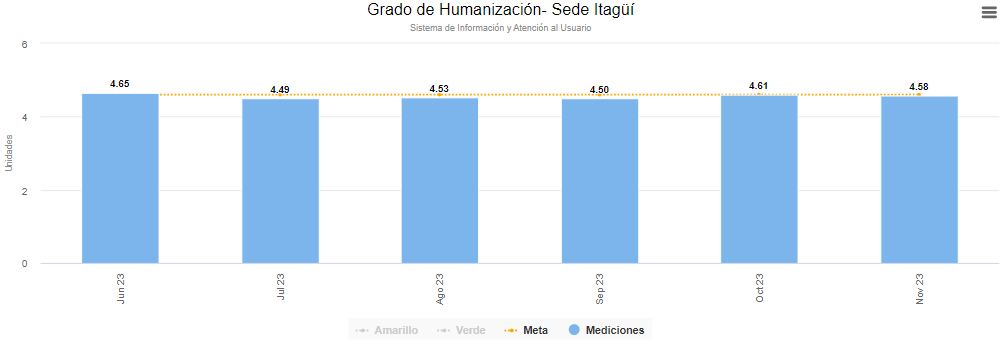 Grado de Humanización- Sede Itagüí
Sistema de Información y Atención al Usuario
Unidades
6
4
2
0
4.65
4.49
4.53
4.50
4.61
4.58
Jun 23
Jul 23
Ago 23
Sep 23
Oct 23
Nov 23
Amarillo Verde Meta Mediciones